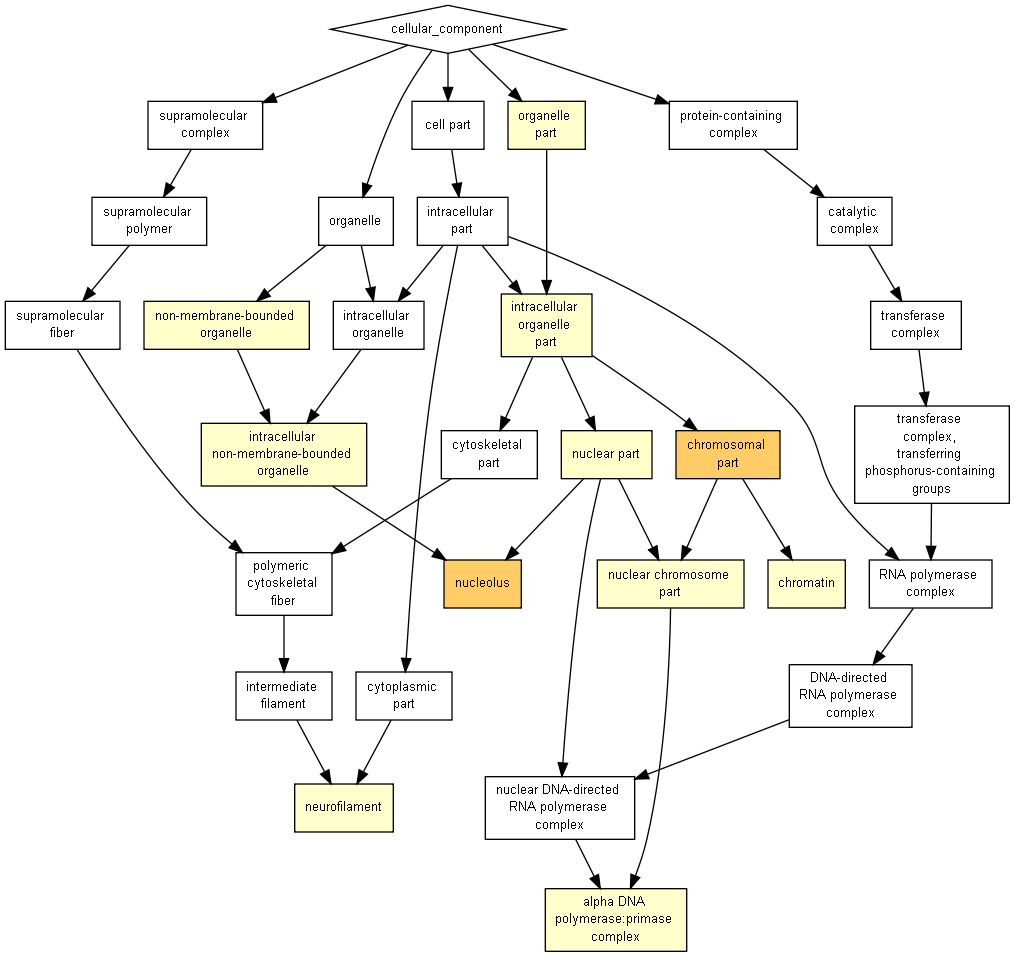 cellular_component
supramolecular
complex
cell part
organelle
part
protein-containing
complex
supramolecular
polymer
organelle
intracellular
part
catalytic
complex
supramolecular
fiber
non-membrane-bounded
organelle
intracellular
organelle
intracellular
organelle
part
transferase
complex
intracellular
non-membrane-bounded
organelle
cytoskeletal
part
nuclear part
chromosomal
part
transferase
complex,
transferring
phosphorus-containing
groups
polymeric
cytoskeletal
fiber
nucleolus
nuclear chromosome
part
chromatin
RNA polymerase
complex
intermediate
filament
cytoplasmic
part
DNA-directed
RNA polymerase
complex
neurofilament
nuclear DNA-directed
RNA polymerase
complex
alpha DNA
polymerase:primase
complex